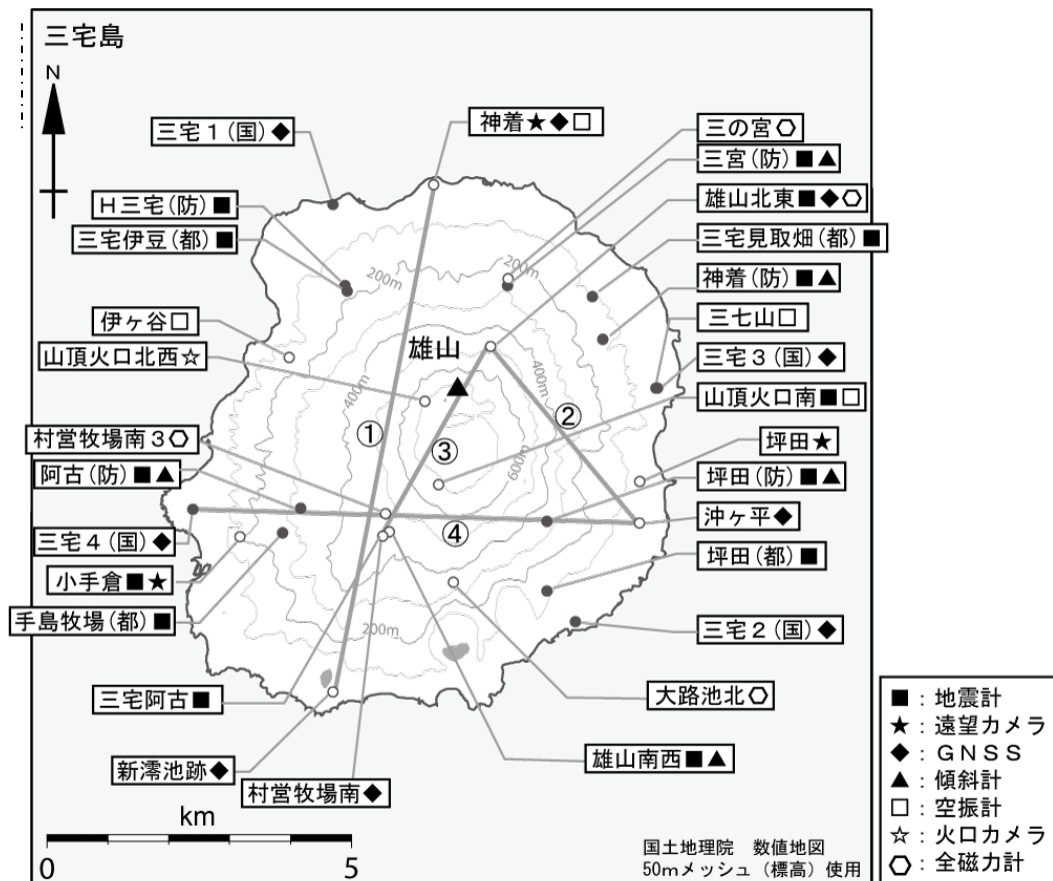 三宅島
N
三宅1(国)◆
神着★◆□
三の宮⬡
三宮(防)■▲
H三宅(防)■
雄山北東■◆⬡
三宅伊豆(都)■
三宅見取畑(都)■
200m
200m
神着(防)■▲
伊ヶ谷□
三七山□
山頂火口北西☆
雄山
三宅3(国)◆
400m
400m
山頂火口南■□
①
②
③
村営牧場南3⬡
坪田★
600m
阿古(防)■▲
坪田(防)■▲
沖ヶ平◆
④
三宅4(国)◆
坪田(都)■
小手倉■★
手島牧場(都)■
200m
三宅2(国)◆
三宅阿古■
大路池北⬡
新澪池跡◆
雄山南西■▲
村営牧場南◆
km
0
5
国土地理院 数値地図
50mメッシュ(標高)使用
■:地震計
★:遠望カメラ
◆:GNSS
▲:傾斜計
□:空振計
☆:火口カメラ
⬡:全磁力計